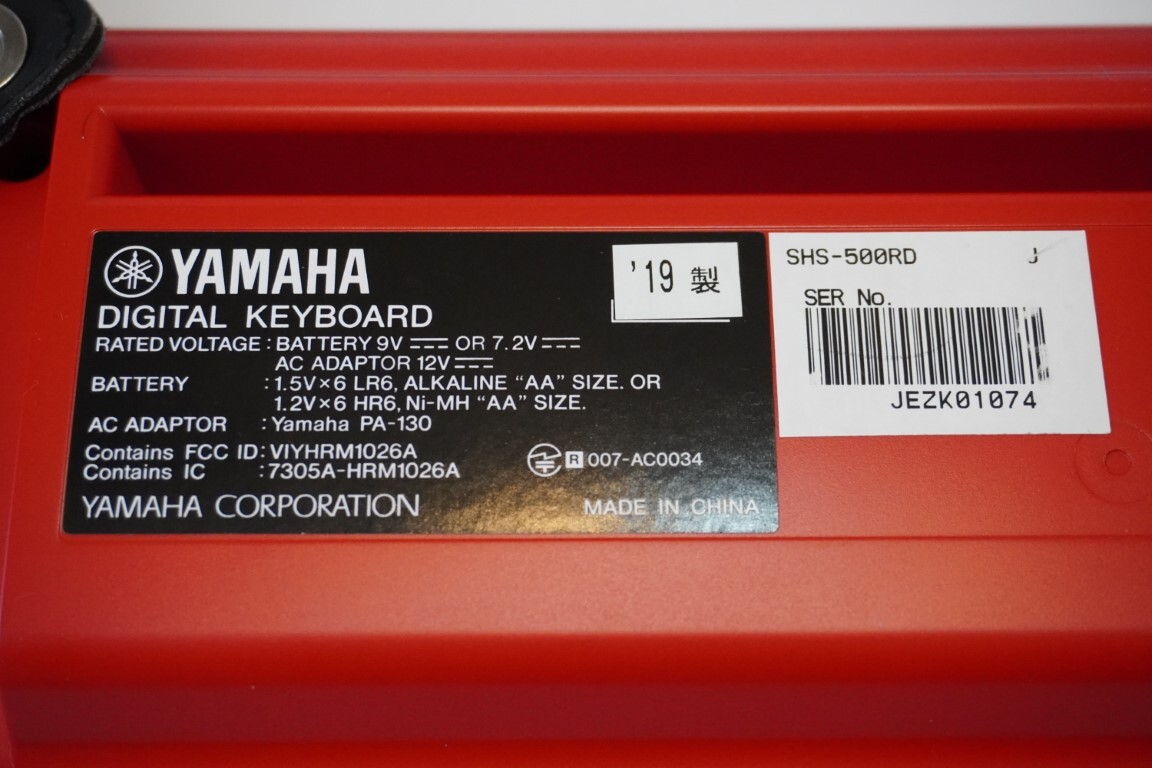 YAMAHA
'19 製
DIGITAL KEYBOARD
RATED VOLTAGE : BATTERY 9V ⎓ OR 7.2V ⎓
AC ADAPTOR 12V ⎓
BATTERY : 1.5V×6 LR6, ALKALINE “AA” SIZE. OR
1.2V×6 HR6, Ni-MH “AA” SIZE.
AC ADAPTOR : Yamaha PA-130
Contains FCC ID : VIYHRM1026A
Contains IC : 7305A-HRM1026A
R 007-AC0034
YAMAHA CORPORATION MADE IN CHINA
SHS-500RD J
SER No.
JEZK01074